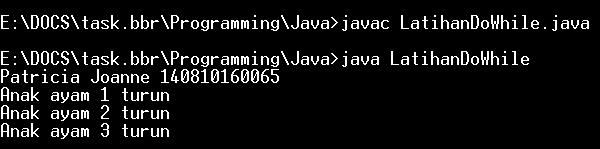 E:\DOCS\task.bbr\Programming\Java>javac LatihanDoWhile.java
E:\DOCS\task.bbr\Programming\Java>java LatihanDoWhile
Patricia Joanne 140810160065
Anak ayam 1 turun
Anak ayam 2 turun
Anak ayam 3 turun